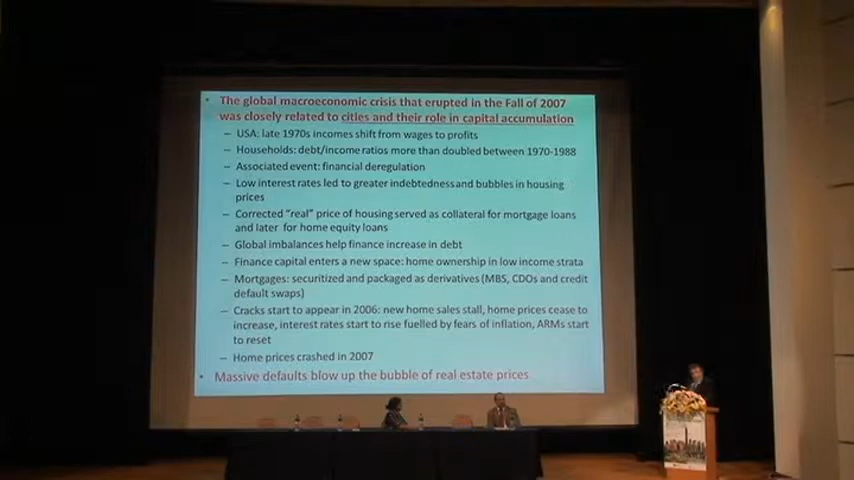 • The global macroeconomic crisis that erupted in the Fall of 2007
was closely related to cities and their role in capital accumulation
– USA: late 1970s incomes shift from wages to profits
– Households: debt/income ratios more than doubled between 1970-1988
– Associated event: financial deregulation
– Low interest rates led to greater indebtedness and bubbles in housing
prices
– Corrected “real” price of housing served as collateral for mortgage loans
and later for home equity loans
– Global imbalances help finance increase in debt
– Finance capital enters a new space: home ownership in low income strata
– Mortgages: securitized and packaged as derivatives (MBS, CDOs and credit
default swaps)
– Cracks start to appear in 2006: new home sales stall, home prices cease to
increase, interest rates start to rise fuelled by fears of inflation, ARMs start
to reset
– Home prices crashed in 2007
• Massive defaults blow up the bubble of real estate prices